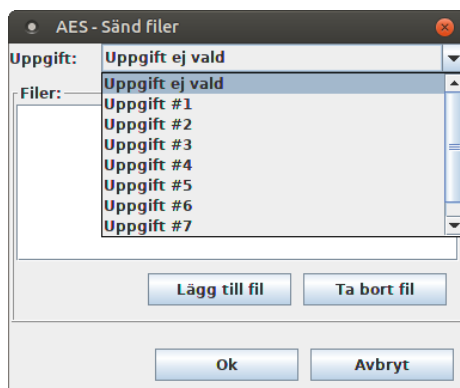 AES - Sänd filer
Uppgift: Uppgift ej vald
Uppgift ej vald
Filer:
Uppgift #1
Uppgift #2
Uppgift #3
Uppgift #4
Uppgift #5
Uppgift #6
Uppgift #7
Lägg till fil Ta bort fil
Ok Avbryt